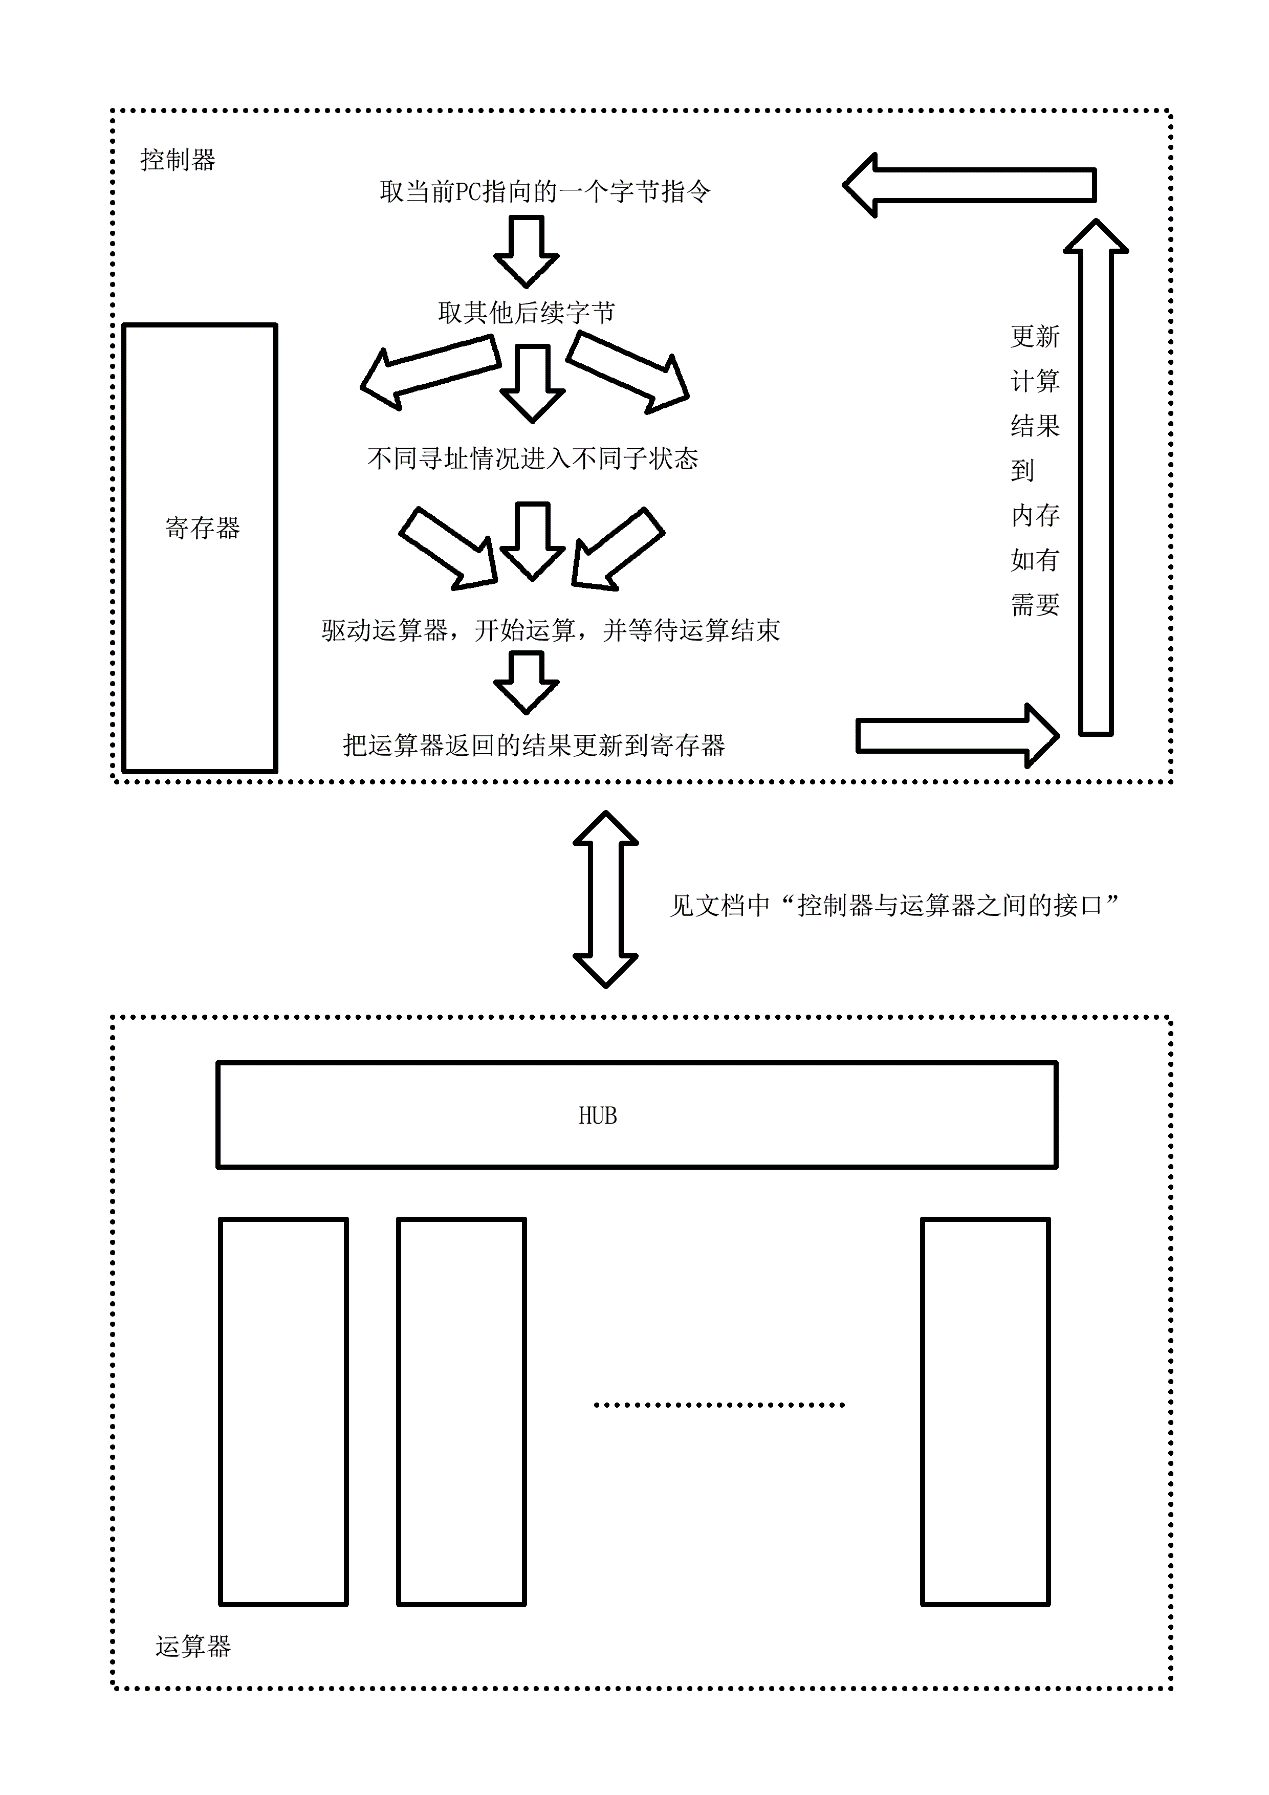 控制器
取当前PC指向的一个字节指令
取其他后续字节
不同寻址情况进入不同子状态
寄存器
驱动运算器，开始运算，并等待运算结束
把运算器返回的结果更新到寄存器
更新
计算
结果
到
内存
如有
需要
见文档中“控制器与运算器之间的接口”
HUB
运算器